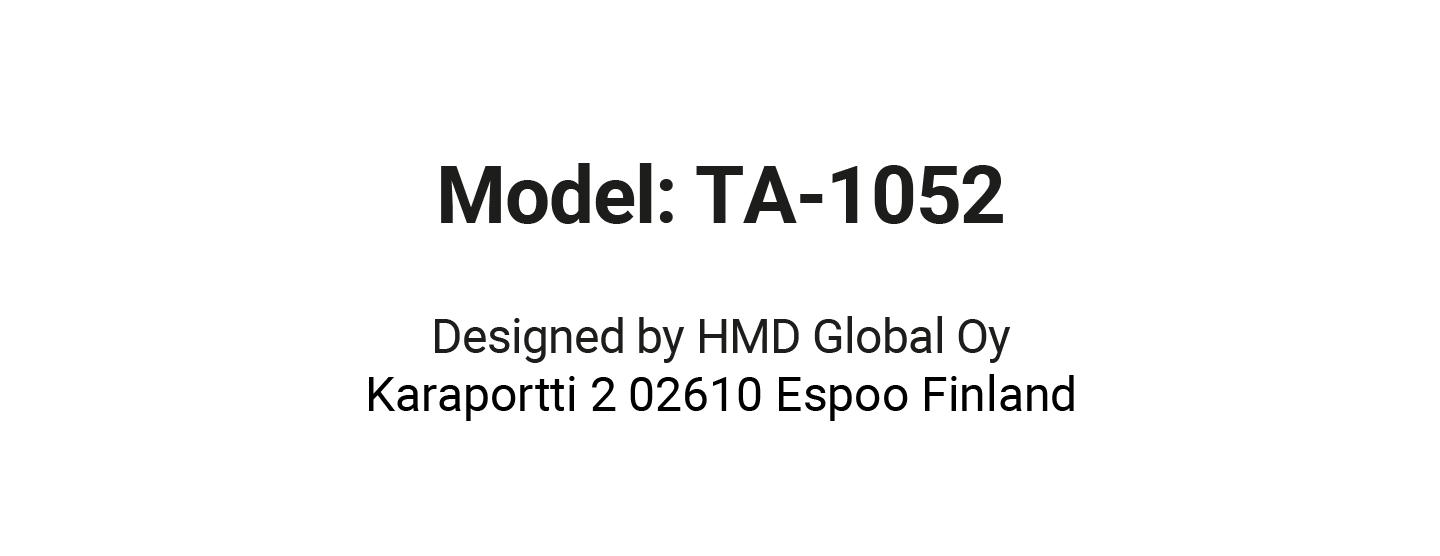 Model: TA-1052
Designed by HMD Global Oy
Karaportti 2 02610 Espoo Finland